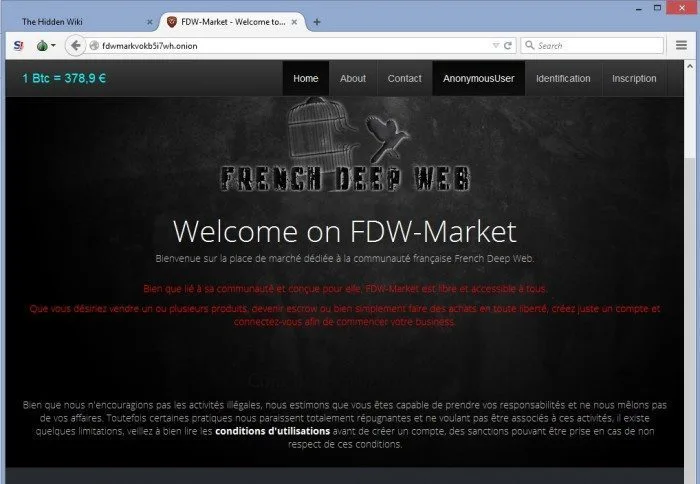 The Hidden Wiki
FDW-Market - Welcome to...
fdwmarkvokb5i7wh.onion
Search
1 Btc = 378,9 €
Home
About
Contact
AnonymousUser
Identification
Inscription
FRENCH DEEP WEB
Welcome on FDW-Market
Bienvenue sur la place de marché dédiée à la communauté française French Deep Web.
Bien que lié à sa communauté et conçue pour elle, FDW-Market est libre et accessible à tous.
Que vous désiriez vendre un ou plusieurs produits, devenir escrow ou bien simplement faire des achats en toute liberté, créez juste un compte et
connectez-vous afin de commencer votre business.
Bien que nous n'encouragions pas les activités illégales, nous estimons que vous êtes capable de prendre vos responsabilités et ne nous mêlons pas
de vos affaires. Toutefois certaines pratiques nous paraissent totalement répugnantes et ne voulant pas être associés à ces activités, il existe
quelques limitations, veillez à bien lire les conditions d'utilisations avant de créer un compte, des sanctions pouvant être prise en cas de non
respect de ces conditions.